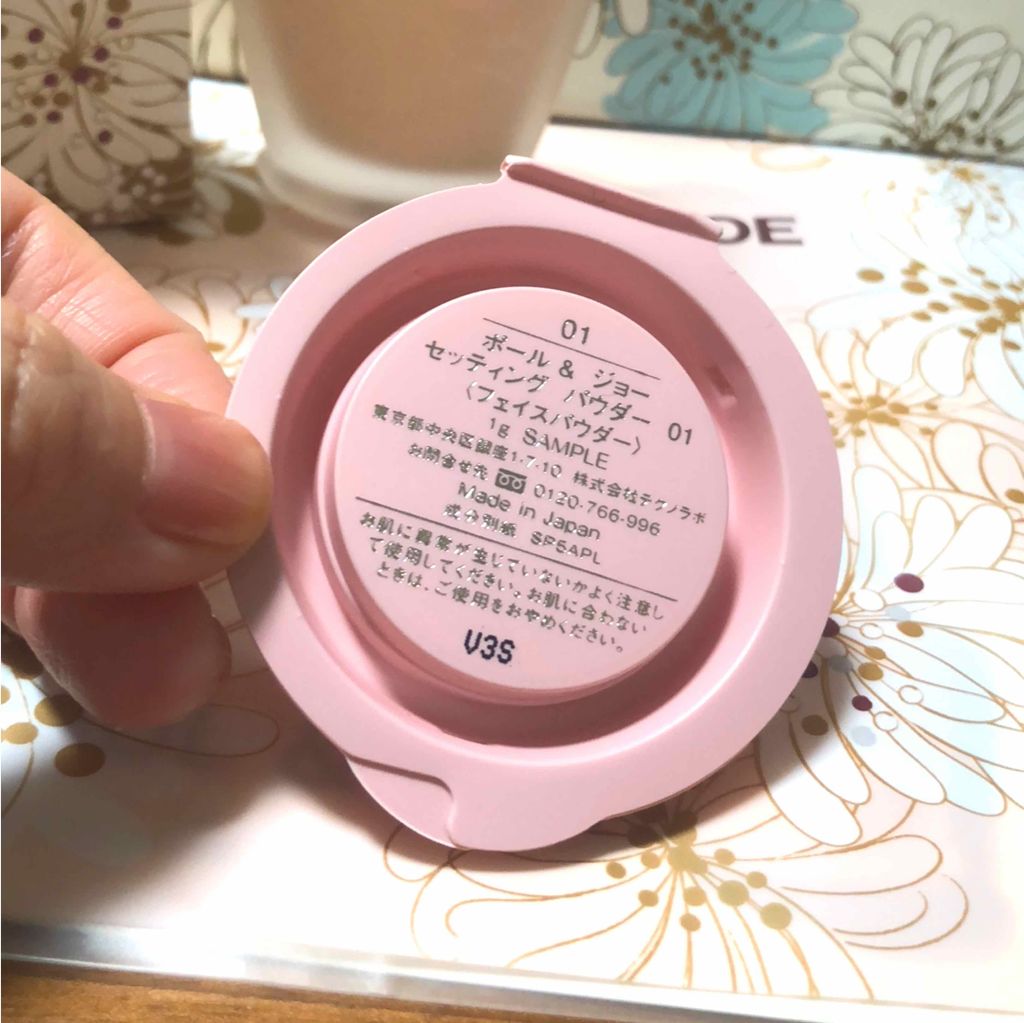 OE
01
ポール & ジョー
セッティング パウダー 01
〈フェイスパウダー〉
1g SAMPLE
東京都中央区銀座1-7-10 株式会社テクノラボ
お問合せ先 0120-766-996
Made in Japan
成分別紙 SP5APL
お肌に異常が生じていないかよく注意し
て使用してください。お肌に合わない
ときは、ご使用をおやめください。
V3S